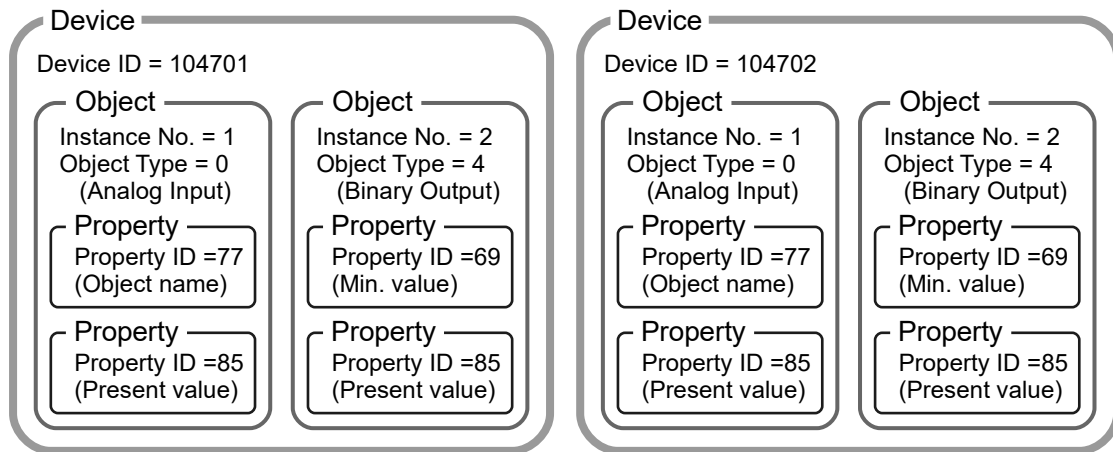 Device
Device ID = 104701
Object
Instance No. = 1
Object Type = 0
(Analog Input)
Property
Property ID =77
(Object name)
Property
Property ID =85
(Present value)
Object
Instance No. = 2
Object Type = 4
(Binary Output)
Property
Property ID =69
(Min. value)
Property
Property ID =85
(Present value)
Device
Device ID = 104702
Object
Instance No. = 1
Object Type = 0
(Analog Input)
Property
Property ID =77
(Object name)
Property
Property ID =85
(Present value)
Object
Instance No. = 2
Object Type = 4
(Binary Output)
Property
Property ID =69
(Min. value)
Property
Property ID =85
(Present value)